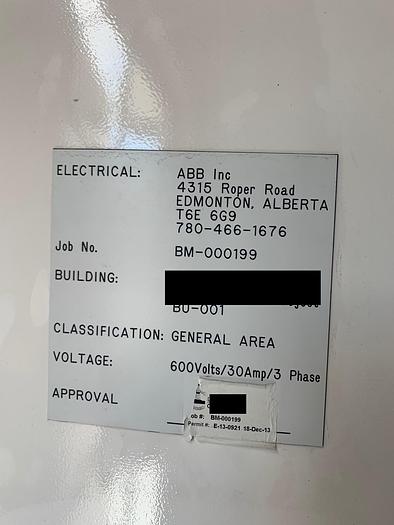 ELECTRICAL: ABB Inc
4315 Roper Road
EDMONTON, ALBERTA
T6E 6G9
780-466-1676
Job No. BM-000199
BUILDING:
BU-001
CLASSIFICATION: GENERAL AREA
VOLTAGE: 600Volts/30Amp/3 Phase
APPROVAL
Job #: BM-000199
Permit #: E-13-0921 18-Dec-13